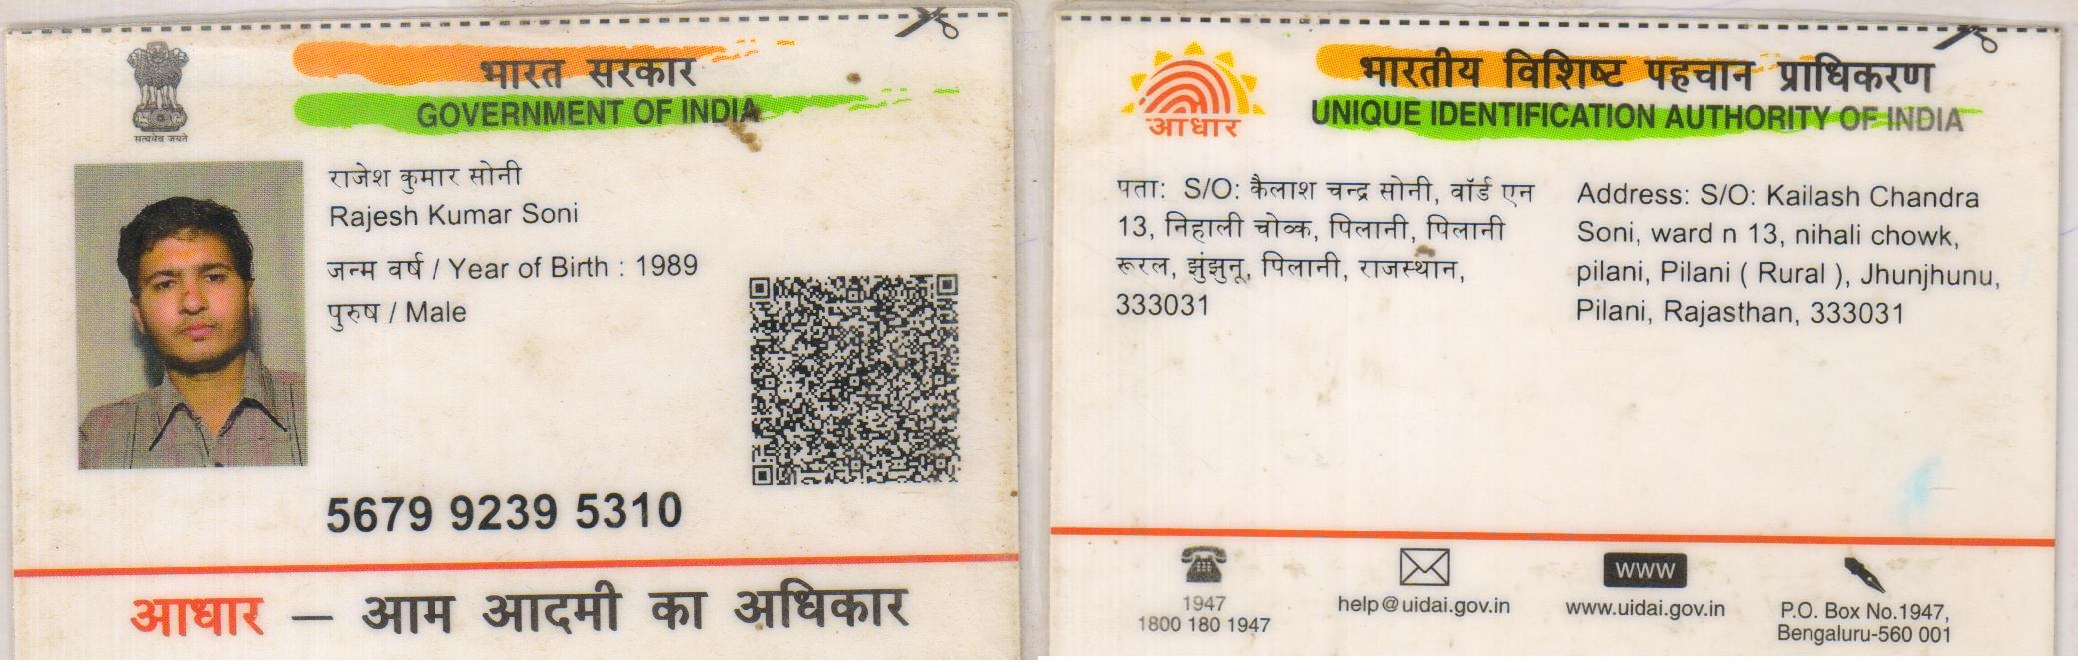 भारत सरकार
GOVERNMENT OF INDIA
सत्यमेव जयते
राजेश कुमार सोनी
Rajesh Kumar Soni
जन्म वर्ष / Year of Birth : 1989
पुरुष / Male
5679 9239 5310
आधार — आम आदमी का अधिकार
भारतीय विशिष्ट पहचान प्राधिकरण
UNIQUE IDENTIFICATION AUTHORITY OF INDIA
आधार
पता: S/O: कैलाश चन्द्र सोनी, वॉर्ड एन
13, निहाली चोव्क, पिलानी, पिलानी
रूरल, झुंझुनू, पिलानी, राजस्थान,
333031
Address: S/O: Kailash Chandra
Soni, ward n 13, nihali chowk,
pilani, Pilani ( Rural ), Jhunjhunu,
Pilani, Rajasthan, 333031
1947
1800 180 1947
help@uidai.gov.in
WWW
www.uidai.gov.in
P.O. Box No.1947,
Bengaluru-560 001